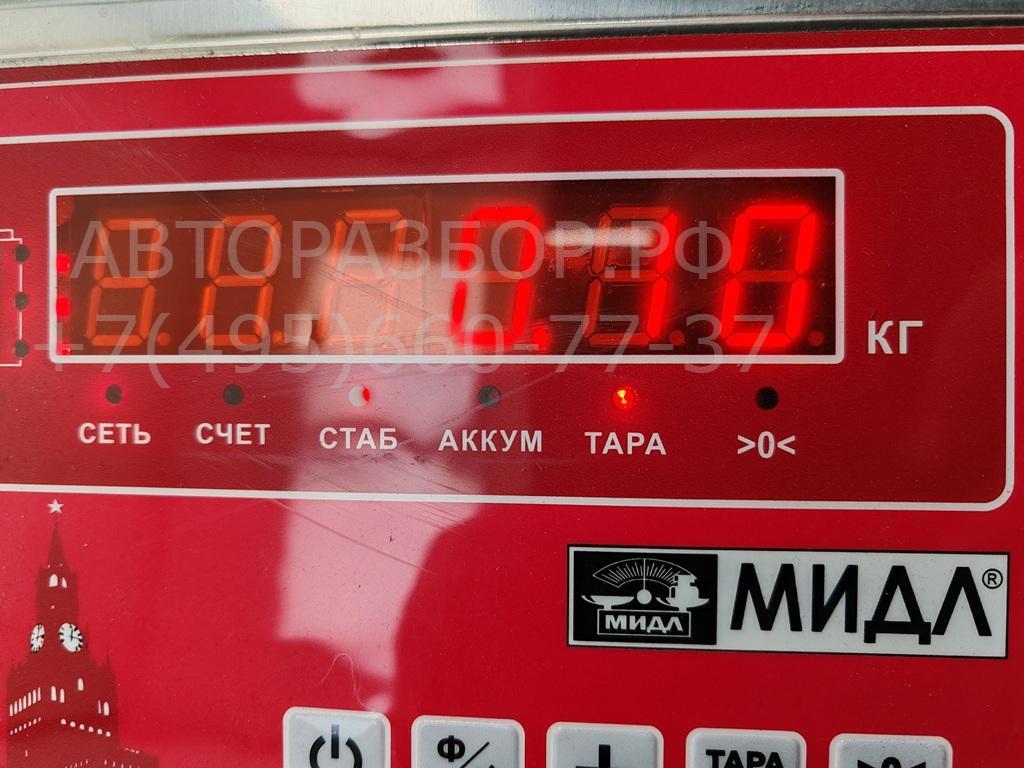 АВТОРАЗБОР.РФ
+7(495)660-77-37
0.10
КГ
СЕТЬ СЧЕТ СТАБ АККУМ ТАРА >0<
МИДЛ МИДЛ®
Ф/ + ТАРА >0<